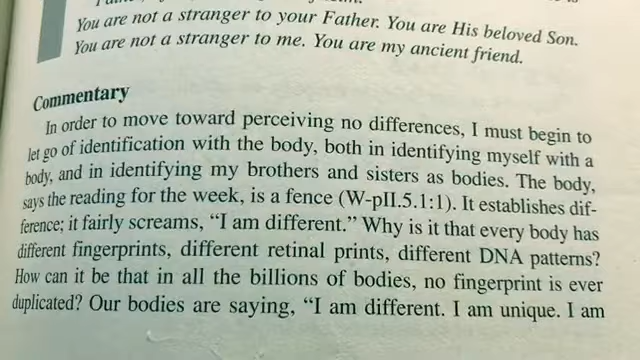 You are not a stranger to your Father. You are His beloved Son.
You are not a stranger to me. You are my ancient friend.
Commentary
In order to move toward perceiving no differences, I must begin to
let go of identification with the body, both in identifying myself with a
body, and in identifying my brothers and sisters as bodies. The body,
says the reading for the week, is a fence (W-pII.5.1:1). It establishes dif-
ference; it fairly screams, “I am different.” Why is it that every body has
different fingerprints, different retinal prints, different DNA patterns?
How can it be that in all the billions of bodies, no fingerprint is ever
duplicated? Our bodies are saying, “I am different. I am unique. I am